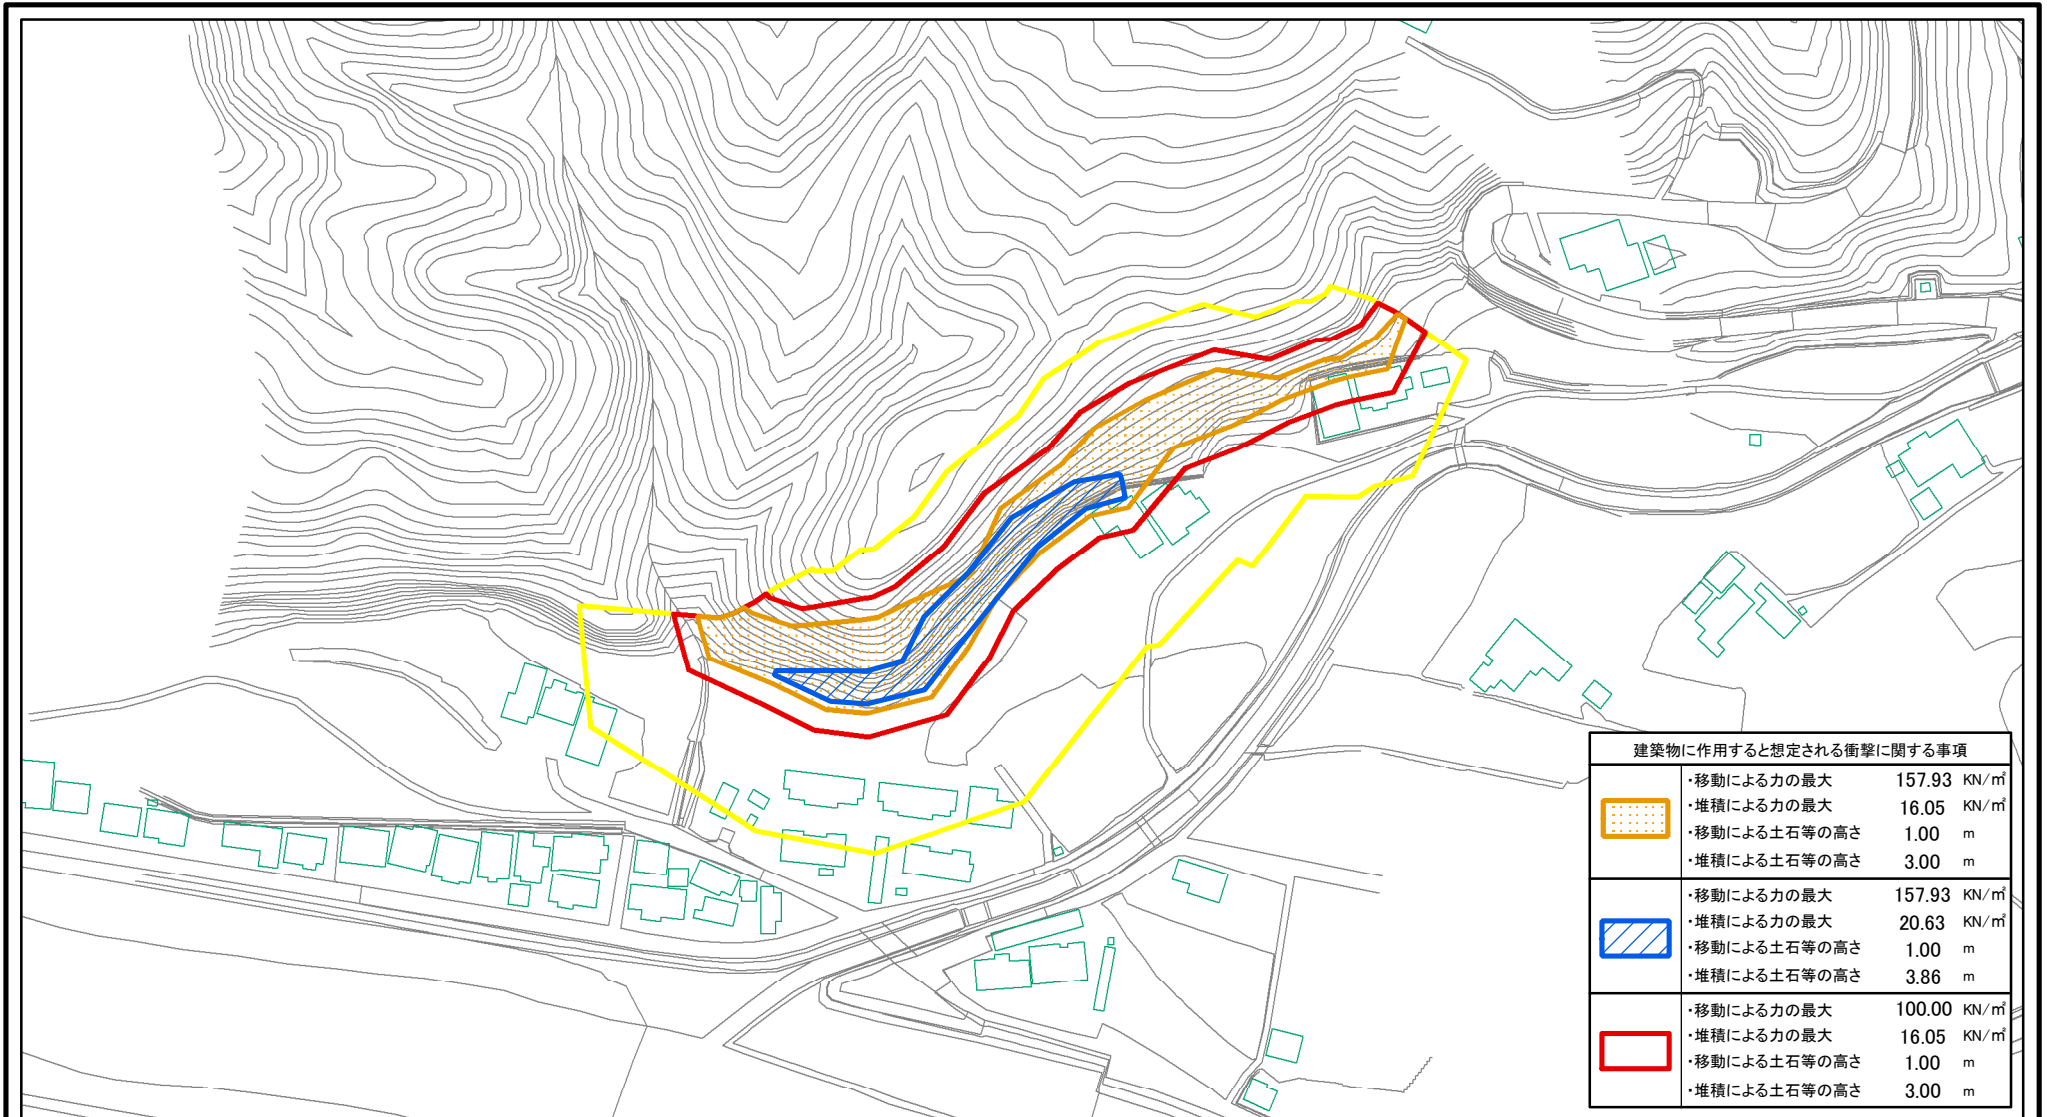 建築物に作用すると想定される衝撃に関する事項
・移動による力の最大 157.93 KN/㎡
・堆積による力の最大 16.05 KN/㎡
・移動による土石等の高さ 1.00 m
・堆積による土石等の高さ 3.00 m
・移動による力の最大 157.93 KN/㎡
・堆積による力の最大 20.63 KN/㎡
・移動による土石等の高さ 1.00 m
・堆積による土石等の高さ 3.86 m
・移動による力の最大 100.00 KN/㎡
・堆積による力の最大 16.05 KN/㎡
・移動による土石等の高さ 1.00 m
・堆積による土石等の高さ 3.00 m